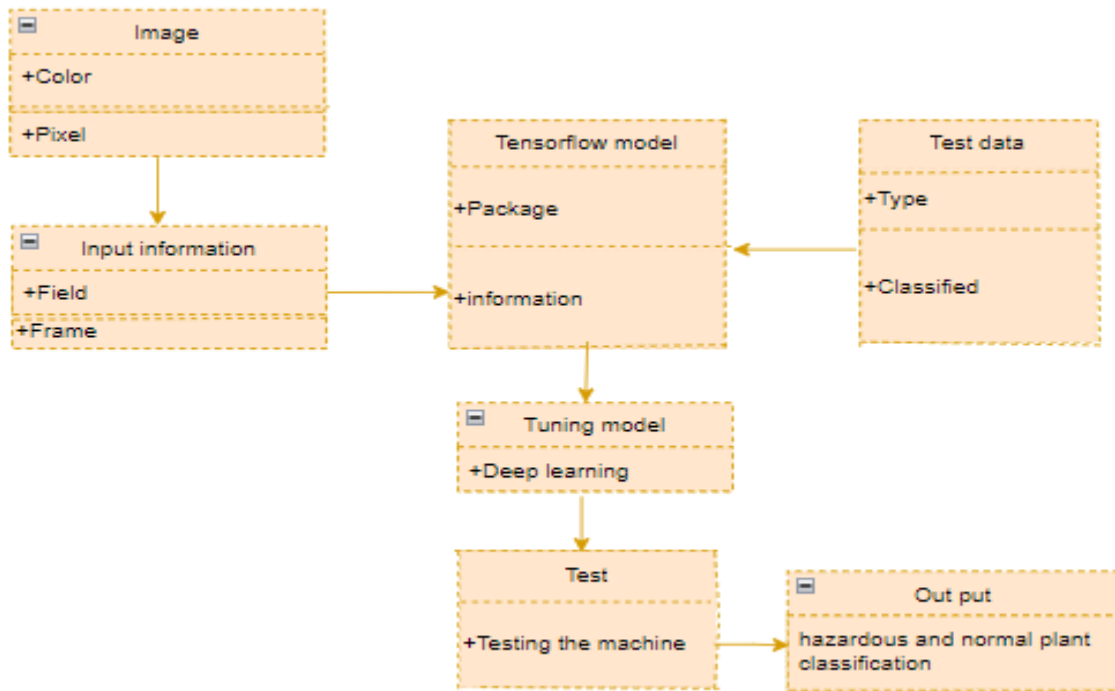 Image
+Color
+Pixel
Input information
+Field
+Frame
Tensorflow model
+Package
+information
Test data
+Type
+Classified
Tuning model
+Deep learning
Test
+Testing the machine
Out put
hazardous and normal plant
classification